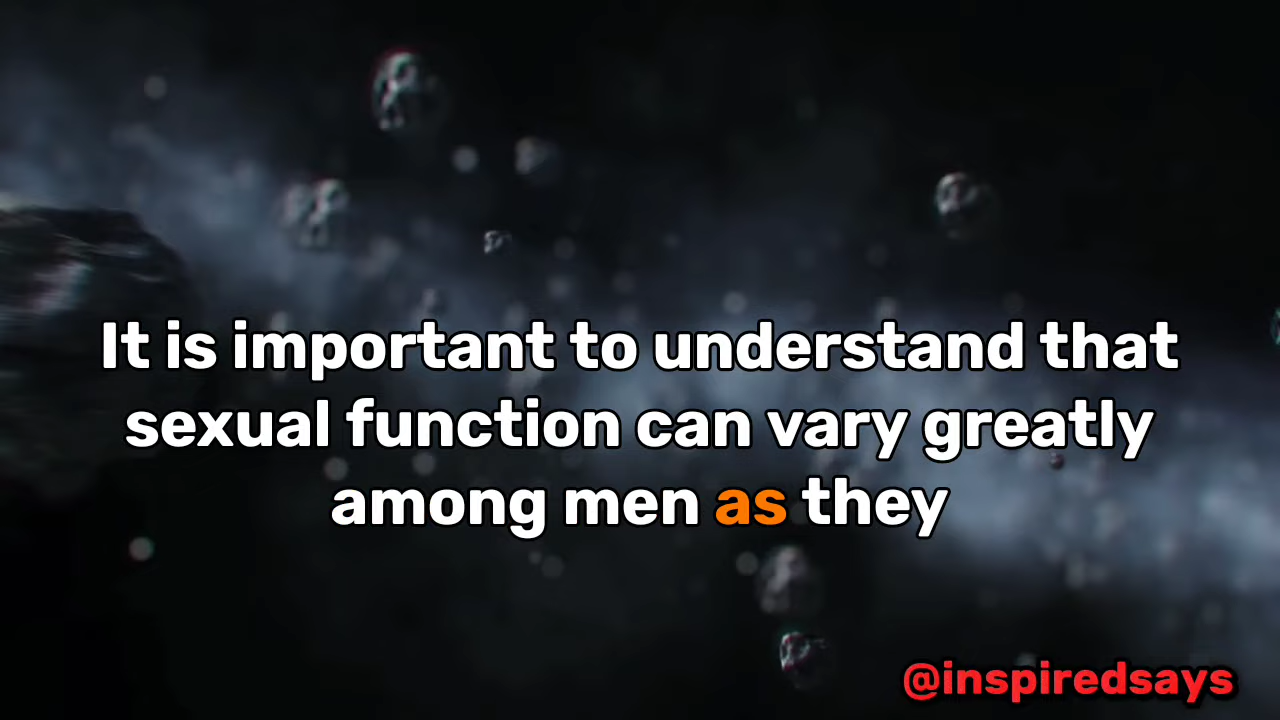 It is important to understand that
sexual function can vary greatly
among men as they
@inspiredsays